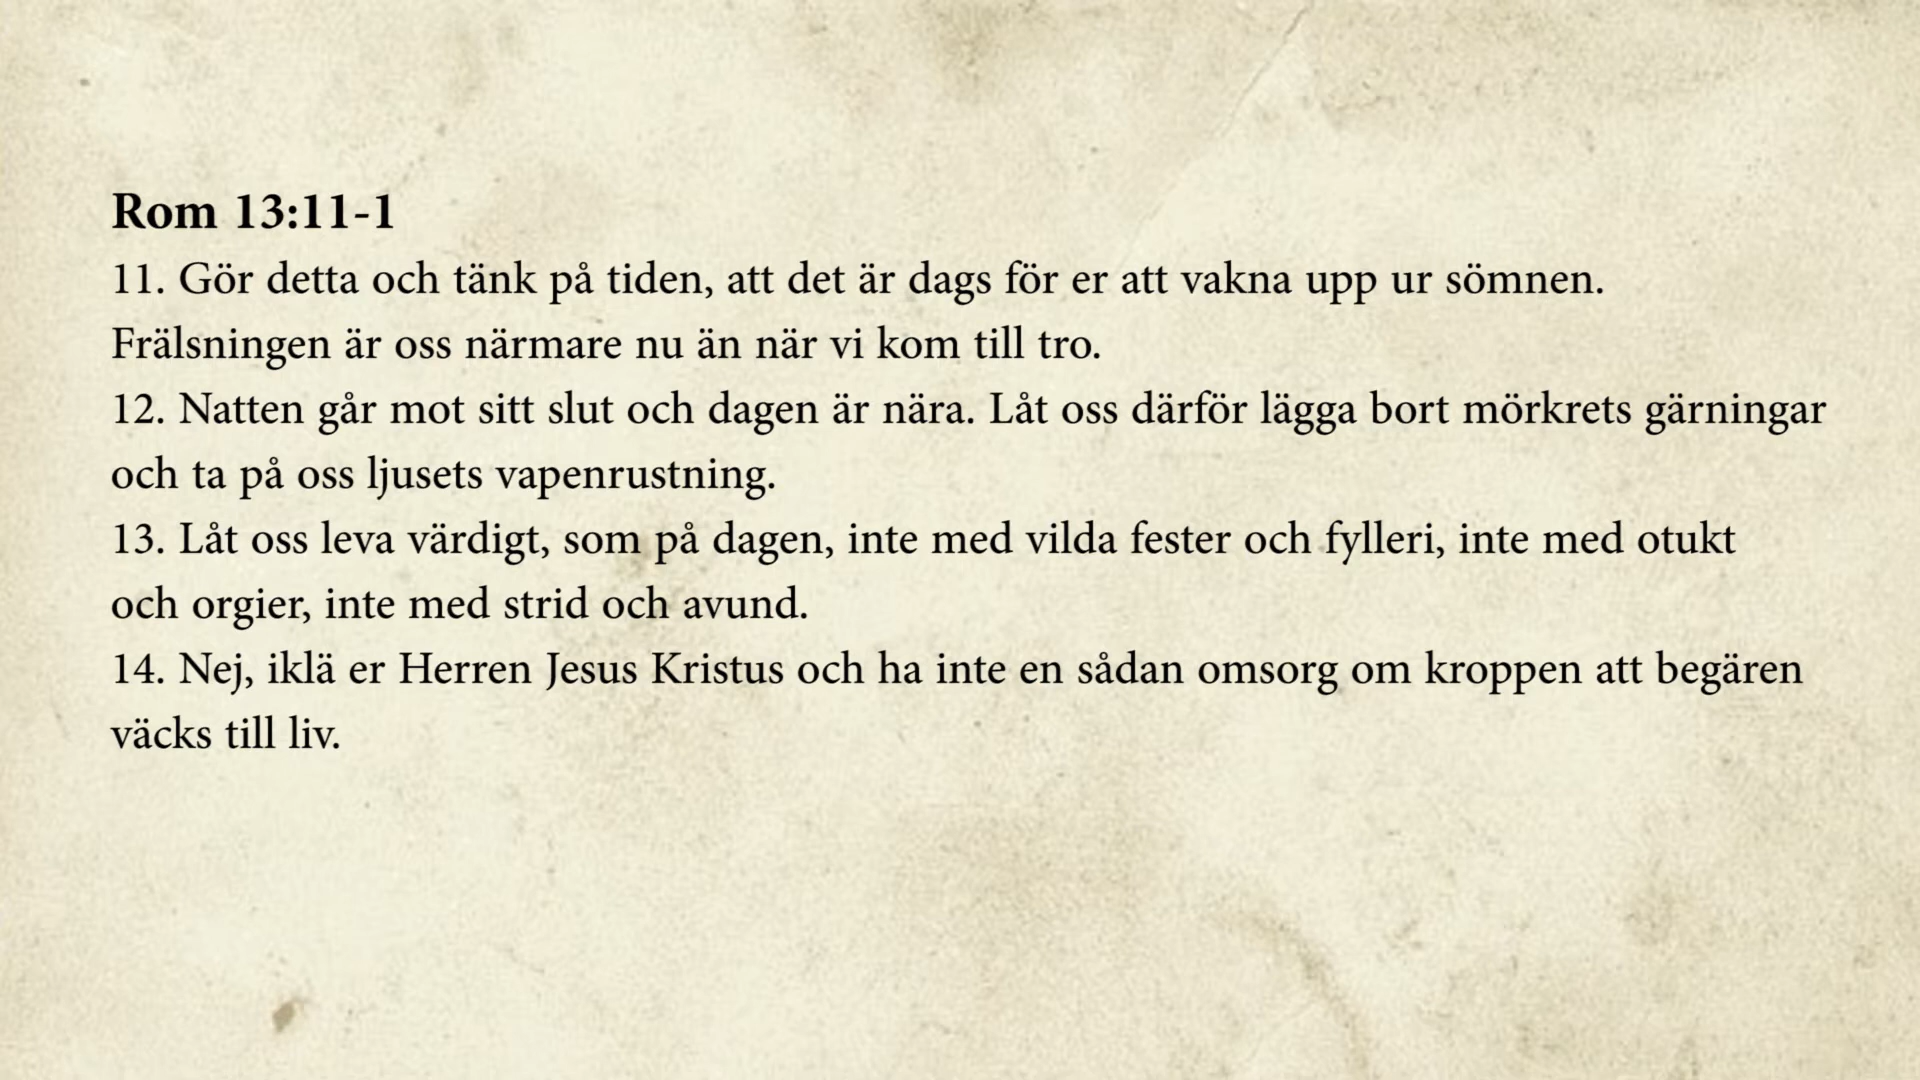 Rom 13:11-1
11. Gör detta och tänk på tiden, att det är dags för er att vakna upp ur sömnen.
Frälsningen är oss närmare nu än när vi kom till tro.
12. Natten går mot sitt slut och dagen är nära. Låt oss därför lägga bort mörkrets gärningar
och ta på oss ljusets vapenrustning.
13. Låt oss leva värdigt, som på dagen, inte med vilda fester och fylleri, inte med otukt
och orgier, inte med strid och avund.
14. Nej, iklä er Herren Jesus Kristus och ha inte en sådan omsorg om kroppen att begären
väcks till liv.